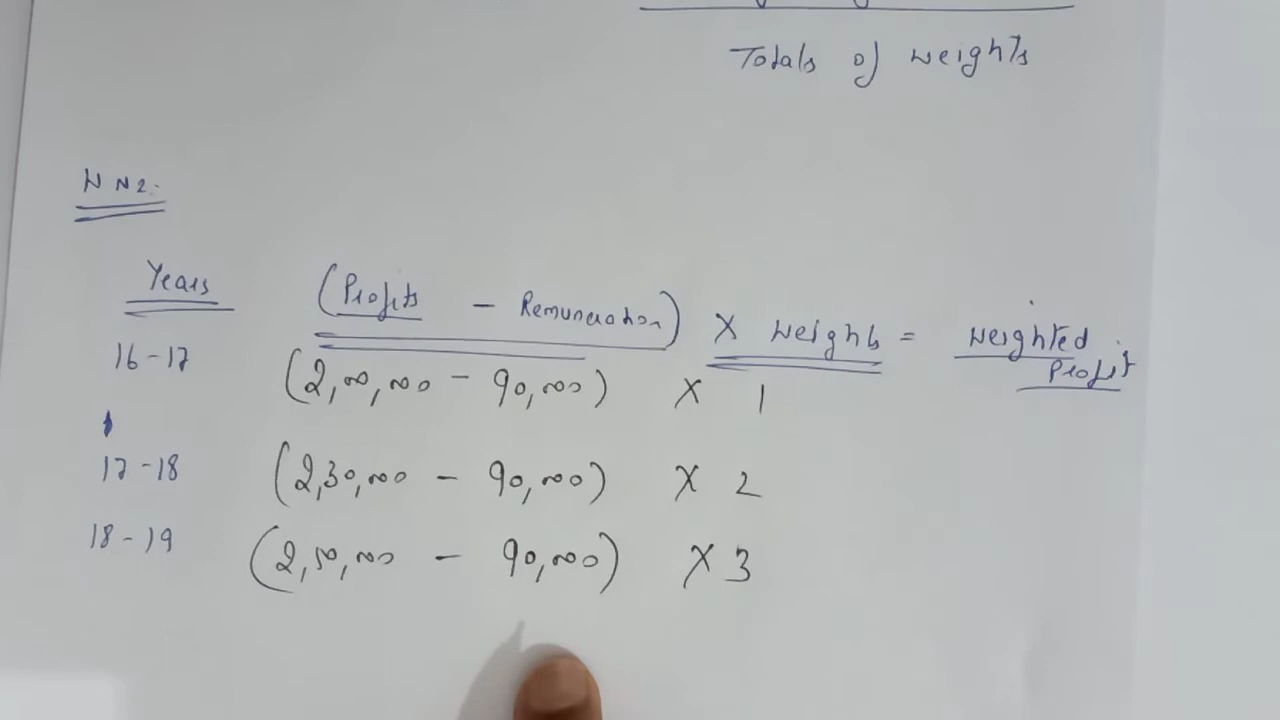 Totals of weights
W N 2.
Years (Profits - Remuneration) X weights = weighted Profit
16-17 (2,00,000 - 90,000) X 1
17-18 (2,30,000 - 90,000) X 2
18-19 (2,50,000 - 90,000) X 3